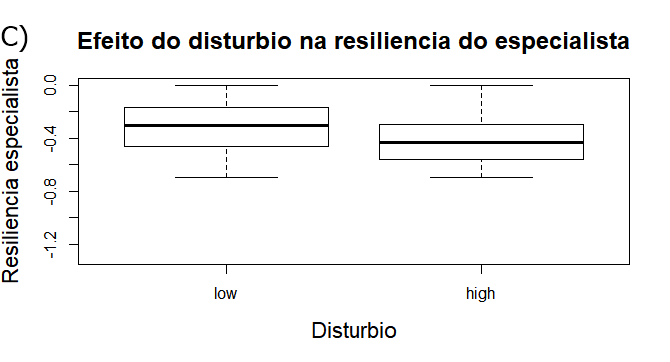 C)
Efeito do disturbio na resiliencia do especialista
Resiliencia especialista
0.0
-0.4
-0.8
-1.2
low
high
Disturbio